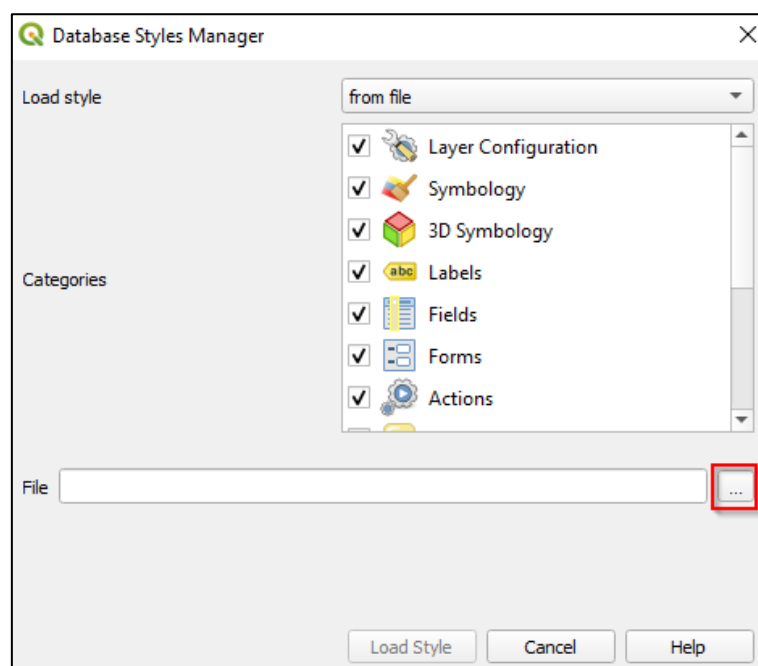 Database Styles Manager
Load style
from file
Layer Configuration
Symbology
3D Symbology
Categories
abc Labels
Fields
Forms
Actions
File
...
Load Style
Cancel
Help